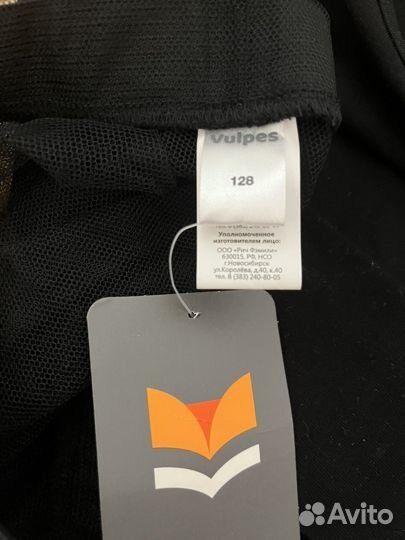 Vulpes
128
Уполномоченное
изготовителем лицо:
ООО «Рич Фэмили»
630015, РФ, НСО
г.Новосибирск
ул.Королёва, д.40, к.40
тел. 8 (383) 240-80-05
Avito